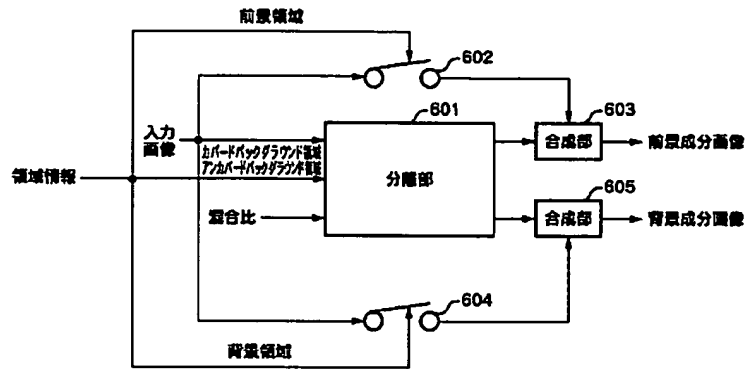 前景領域
602
601
603
入力
画像
カバードバックグラウンド領域
アンカバードバックグラウンド領域
合成部
前景成分画像
領域情報
分離部
605
混合比
合成部
背景成分画像
604
背景領域